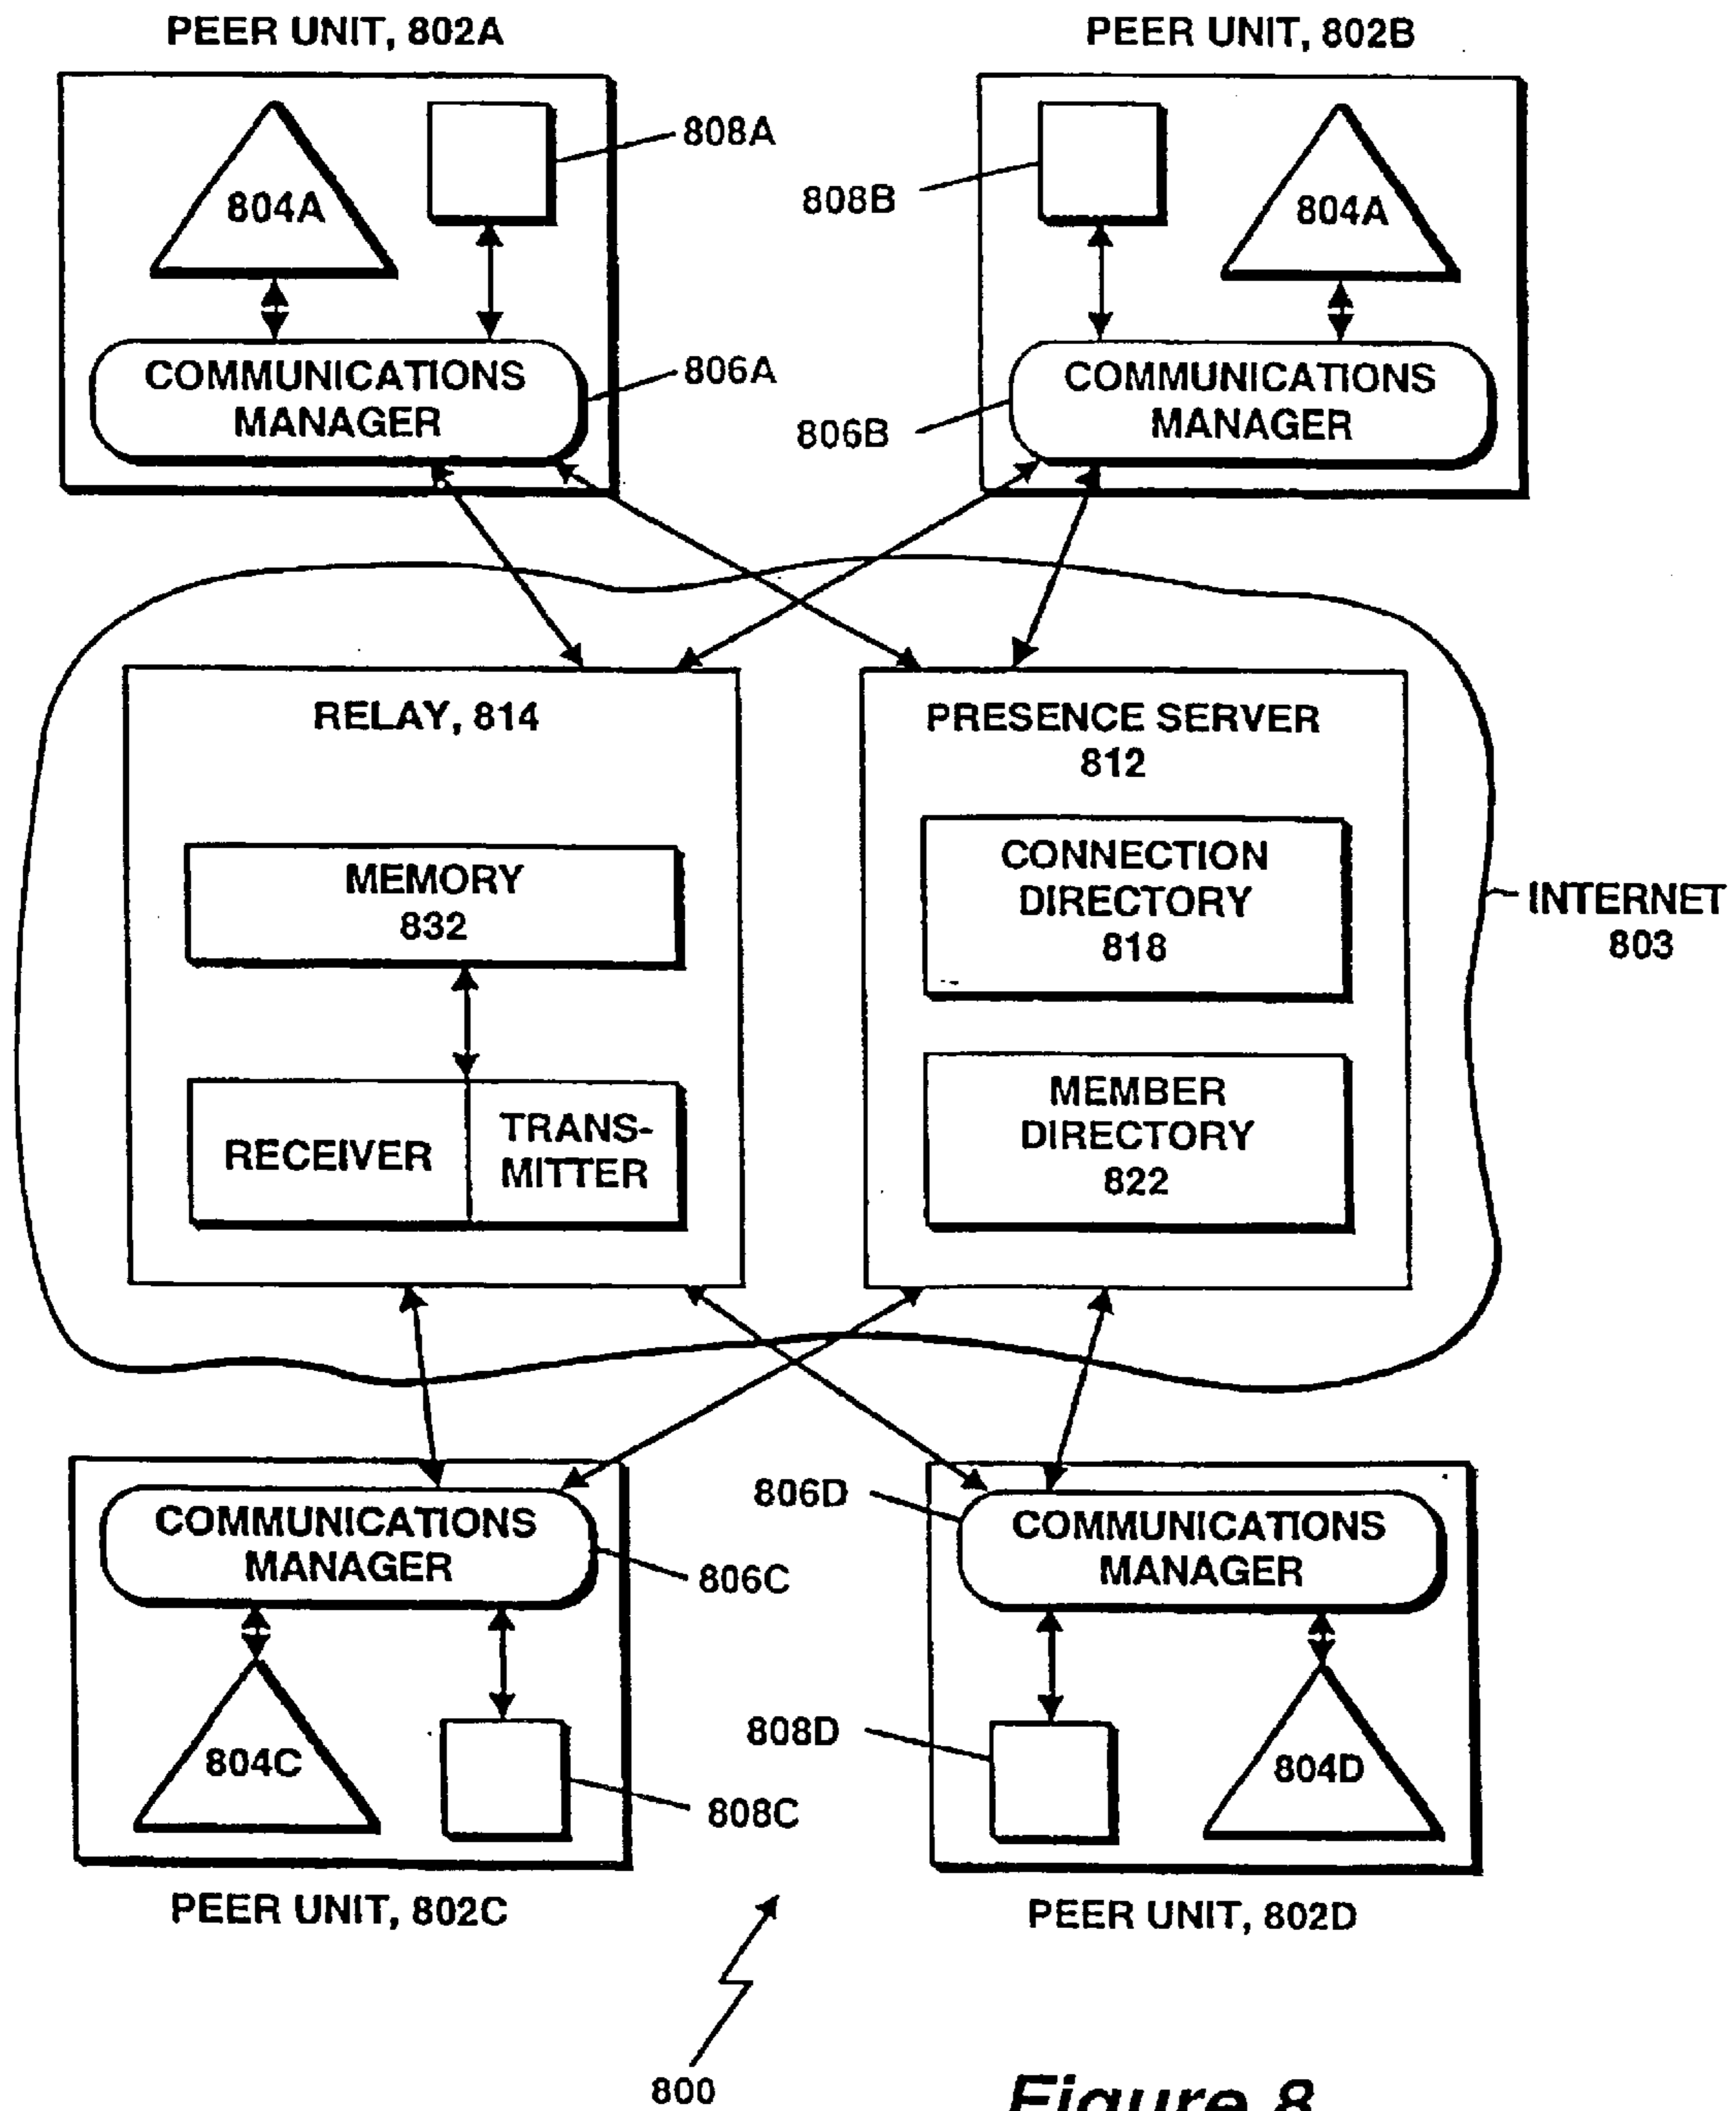 PEER UNIT, 802A
PEER UNIT, 802B
804A
808A
808B
804A
COMMUNICATIONS
MANAGER
806A
806B
COMMUNICATIONS
MANAGER
RELAY, 814
MEMORY
832
RECEIVER
TRANS-
MITTER
PRESENCE SERVER
812
CONNECTION
DIRECTORY
818
MEMBER
DIRECTORY
822
INTERNET
803
COMMUNICATIONS
MANAGER
806C
806D
COMMUNICATIONS
MANAGER
804C
808C
808D
804D
PEER UNIT, 802C
PEER UNIT, 802D
800
Figure 8